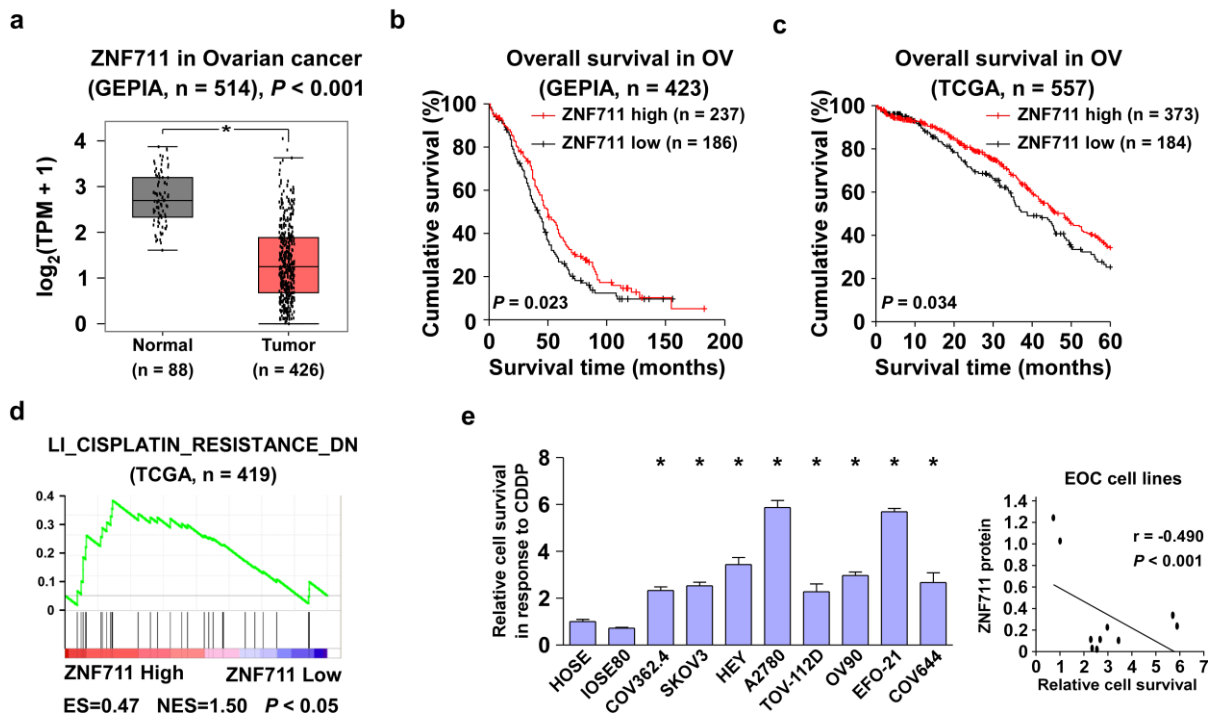 a
ZNF711 in Ovarian cancer
(GEPIA, n = 514), P < 0.001
*
log2(TPM + 1)
4
3
2
1
0
Normal
Tumor
(n = 88)
(n = 426)
b
Overall survival in OV
(GEPIA, n = 423)
ZNF711 high (n = 237)
ZNF711 low (n = 186)
Cumulative survival (%)
100
80
60
40
20
0
P = 0.023
0 50 100 150 200
Survival time (months)
c
Overall survival in OV
(TCGA, n = 557)
ZNF711 high (n = 373)
ZNF711 low (n = 184)
Cumulative survival (%)
100
80
60
40
20
0
P = 0.034
0 10 20 30 40 50 60
Survival time (months)
d
LI_CISPLATIN_RESISTANCE_DN
(TCGA, n = 419)
0.4
0.3
0.2
0.1
0
ZNF711 High
ZNF711 Low
ES=0.47 NES=1.50 P < 0.05
e
Relative cell survival
in response to CDDP
8
6
4
2
0
* * * * * * * *
HOSE
IOSE80
COV362.4
SKOV3
HEY
A2780
TOV-112D
OV90
EFO-21
COV644
EOC cell lines
ZNF711 protein
1.4
1.2
1.0
0.8
0.6
0.4
0.2
0
r = -0.490
P < 0.001
0 1 2 3 4 5 6 7
Relative cell survival